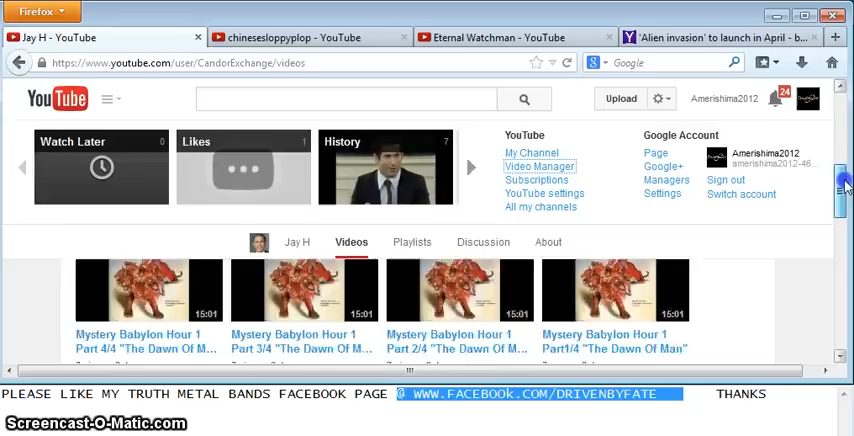 Firefox
Jay H - YouTube
chinesesloppyplop - YouTube
Eternal Watchman - YouTube
'Alien invasion' to launch in April - b...
https://www.youtube.com/user/CandorExchange/videos
Google
YouTube
Upload
Amerishima2012
24
Watch Later 0
Likes 1
History 7
YouTube
My Channel
Video Manager
Subscriptions
YouTube settings
All my channels
Google Account
Page
Google+
Managers
Settings
Amerishima2012
amerishima2012-46...
Sign out
Switch account
Jay H Videos Playlists Discussion About
15:01 15:01 15:01 15:01
Mystery Babylon Hour 1
Part 4/4 "The Dawn Of M...
Mystery Babylon Hour 1
Part 3/4 "The Dawn Of M...
Mystery Babylon Hour 1
Part 2/4 "The Dawn Of M...
Mystery Babylon Hour 1
Part1/4 "The Dawn Of Man"
PLEASE LIKE MY TRUTH METAL BANDS FACEBOOK PAGE @ WWW.FACEBOOK.COM/DRIVENBYFATE THANKS
Screencast-O-Matic.com